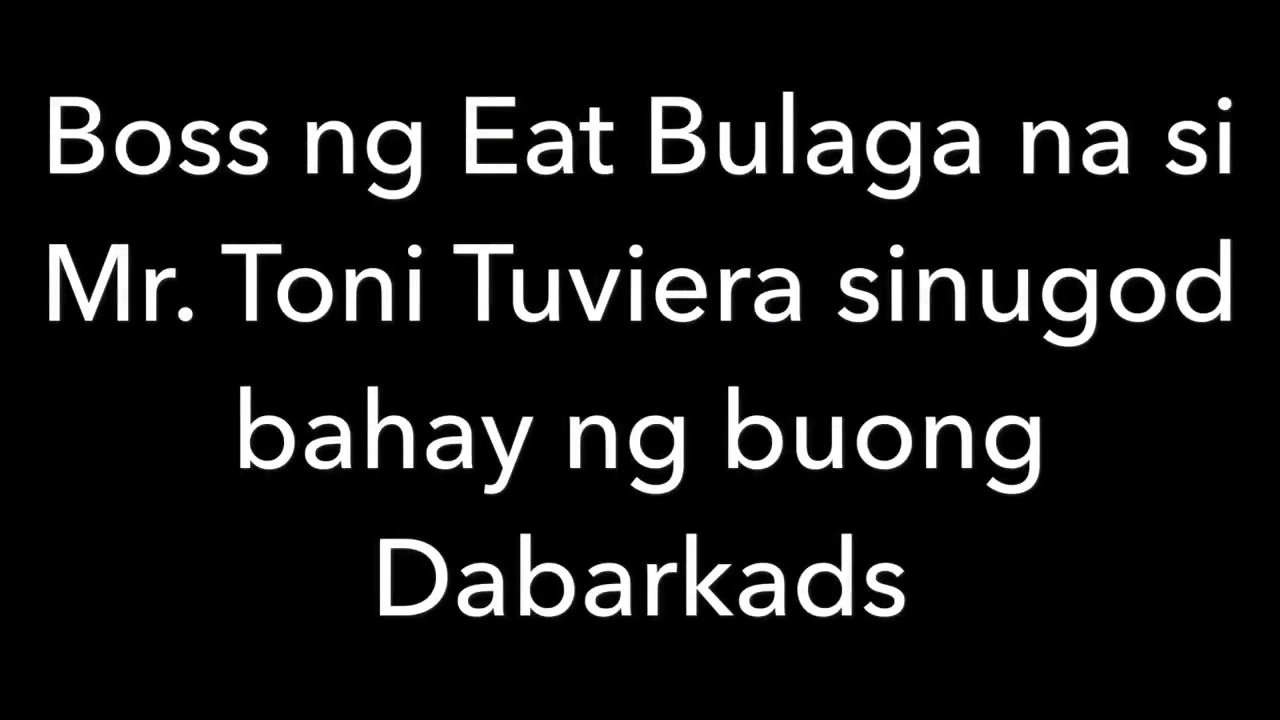 Boss ng Eat Bulaga na si
Mr. Toni Tuviera sinugod
bahay ng buong
Dabarkads